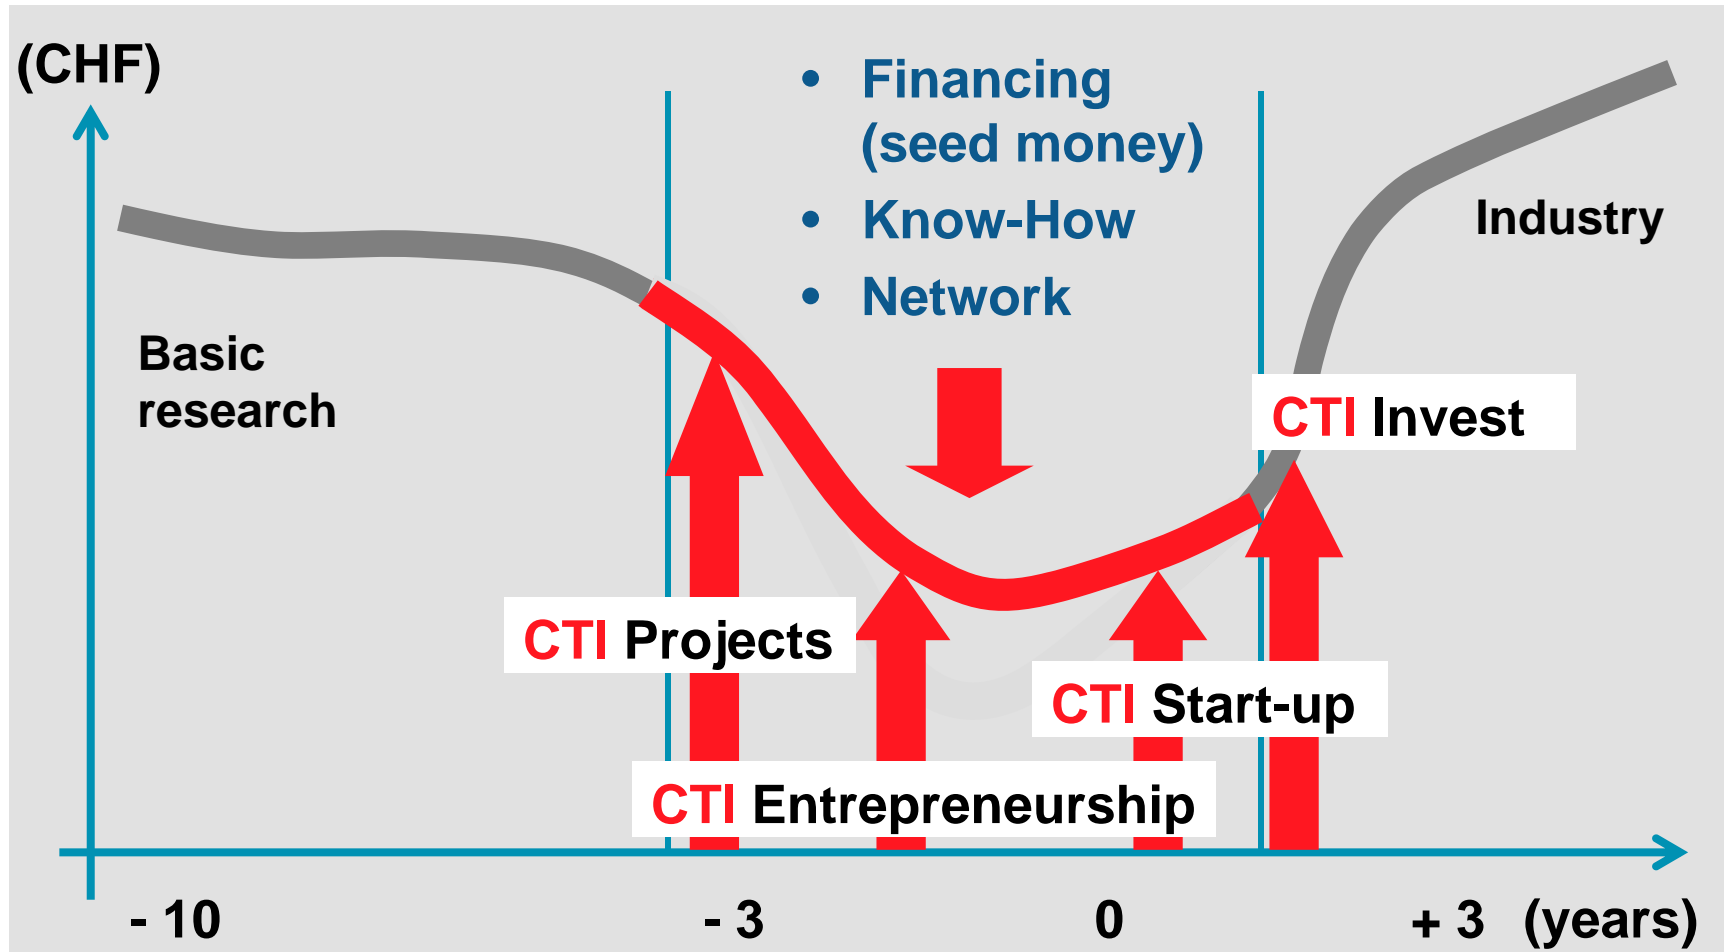 (CHF)
• Financing
(seed money)
• Know-How
• Network
Industry
Basic
research
CTI Invest
CTI Projects
CTI Start-up
CTI Entrepreneurship
- 10
- 3
0
+ 3 (years)